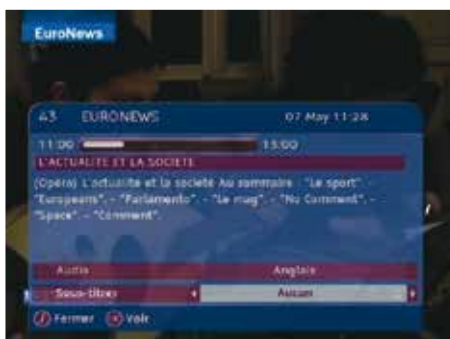 EuroNews
43 EURONEWS 07 May 11:28
11:00 13:00
L'ACTUALITE ET LA SOCIETE
(Opéra) L'actualité et la société Au sommaire : "Le sport". -
"Europeans". - "Parlamento". - "Le mag". - "No Comment". -
"Space". - "Comment".
Audio Anglais
Sous-titres Aucun
i Fermer Voir